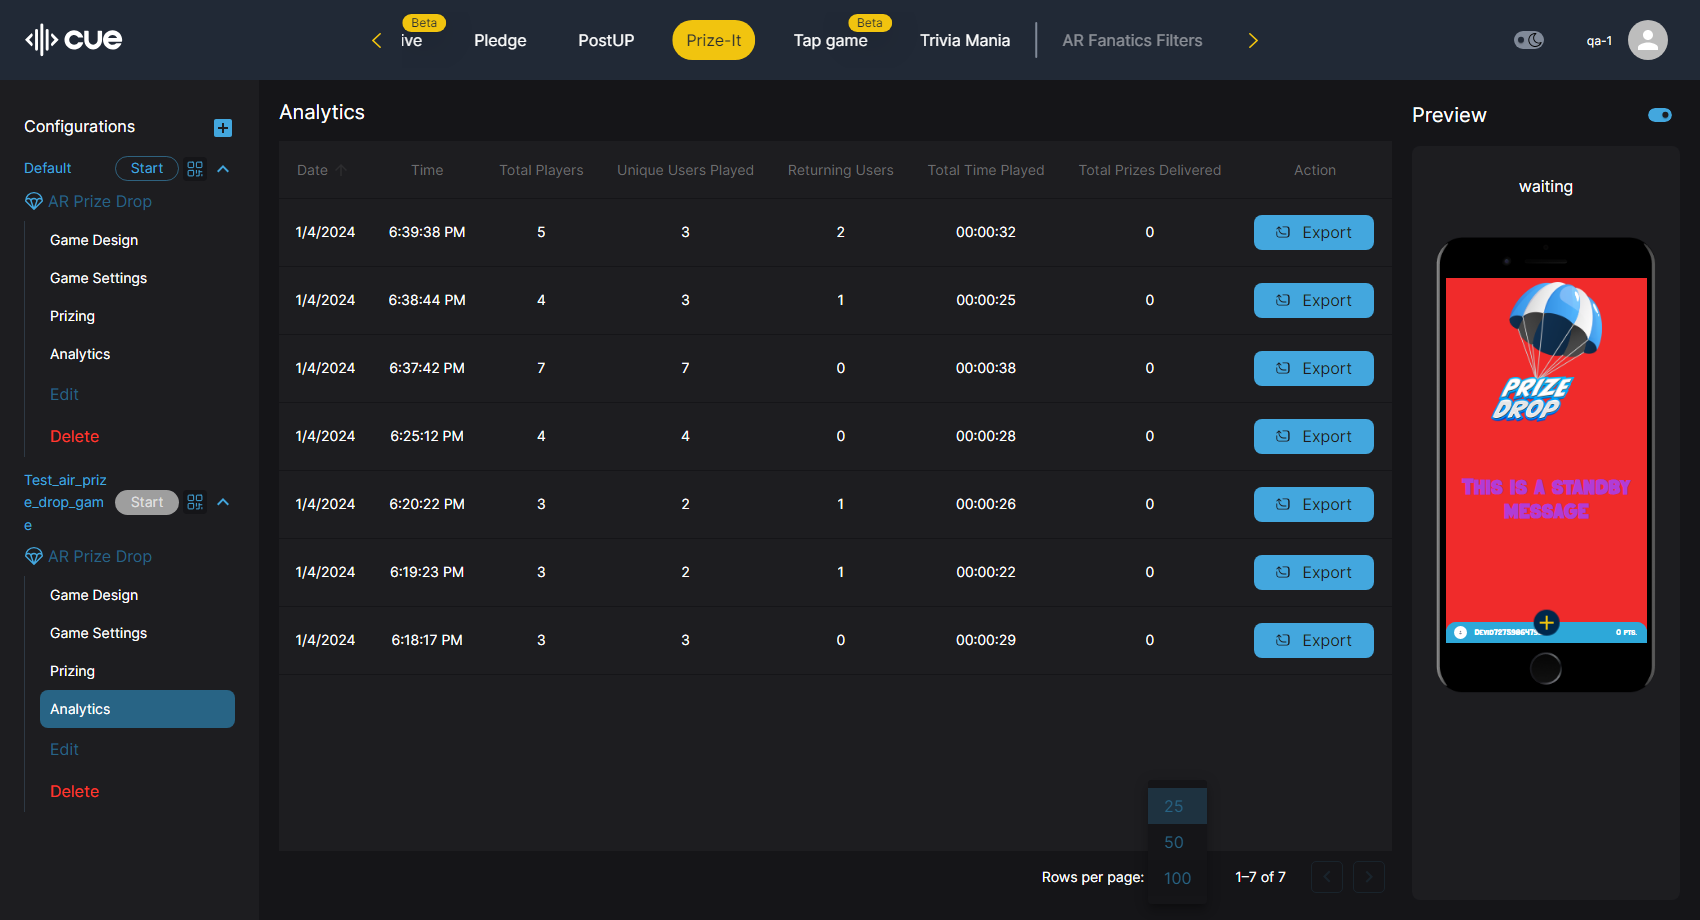 cue
ive
Beta
Pledge
PostUP
Prize-It
Tap game
Beta
Trivia Mania
AR Fanatics Filters
qa-1
Configurations
Default
Start
AR Prize Drop
Game Design
Game Settings
Prizing
Analytics
Edit
Delete
Test_air_priz
e_drop_gam
e
Start
AR Prize Drop
Game Design
Game Settings
Prizing
Analytics
Edit
Delete
Analytics
Date Time Total Players Unique Users Played Returning Users Total Time Played Total Prizes Delivered Action
1/4/2024 6:39:38 PM 5 3 2 00:00:32 0 Export
1/4/2024 6:38:44 PM 4 3 1 00:00:25 0 Export
1/4/2024 6:37:42 PM 7 7 0 00:00:38 0 Export
1/4/2024 6:25:12 PM 4 4 0 00:00:28 0 Export
1/4/2024 6:20:22 PM 3 2 1 00:00:26 0 Export
1/4/2024 6:19:23 PM 3 2 1 00:00:22 0 Export
1/4/2024 6:18:17 PM 3 3 0 00:00:29 0 Export
25
50
100
Rows per page:
1–7 of 7
Preview
waiting
PRIZE
DROP
This is a standby
message
0 pts.